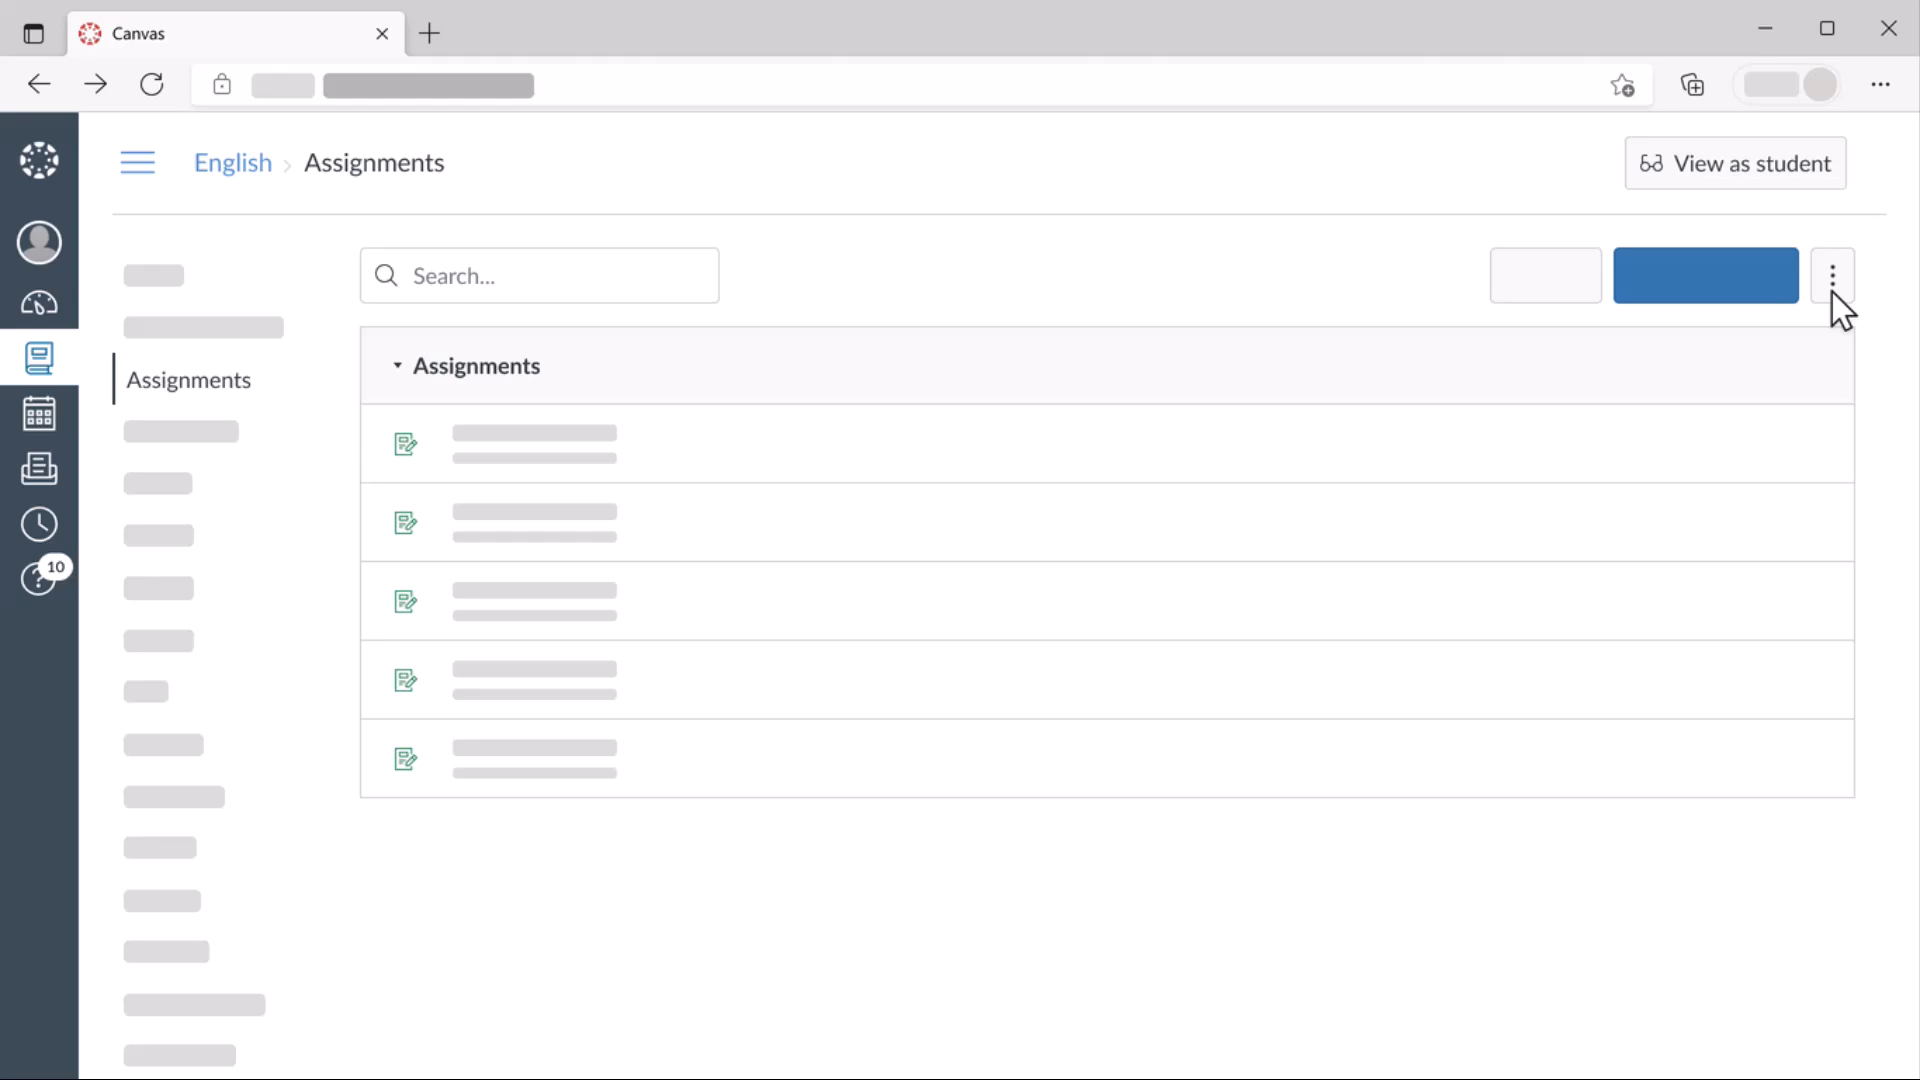 Canvas
English › Assignments
View as student
Search...
Assignments
Assignments
10